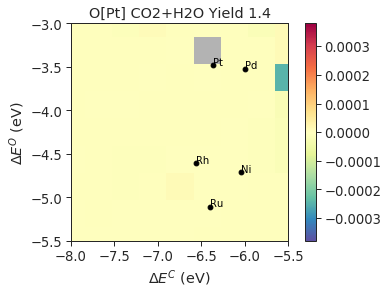 O[Pt] CO2+H2O Yield 1.4
−3.0
−3.5
−4.0
−4.5
−5.0
−5.5
ΔE^O (eV)
Pt
Pd
Rh
Ni
Ru
−8.0 −7.5 −7.0 −6.5 −6.0 −5.5
ΔE^C (eV)
0.0003
0.0002
0.0001
0.0000
−0.0001
−0.0002
−0.0003